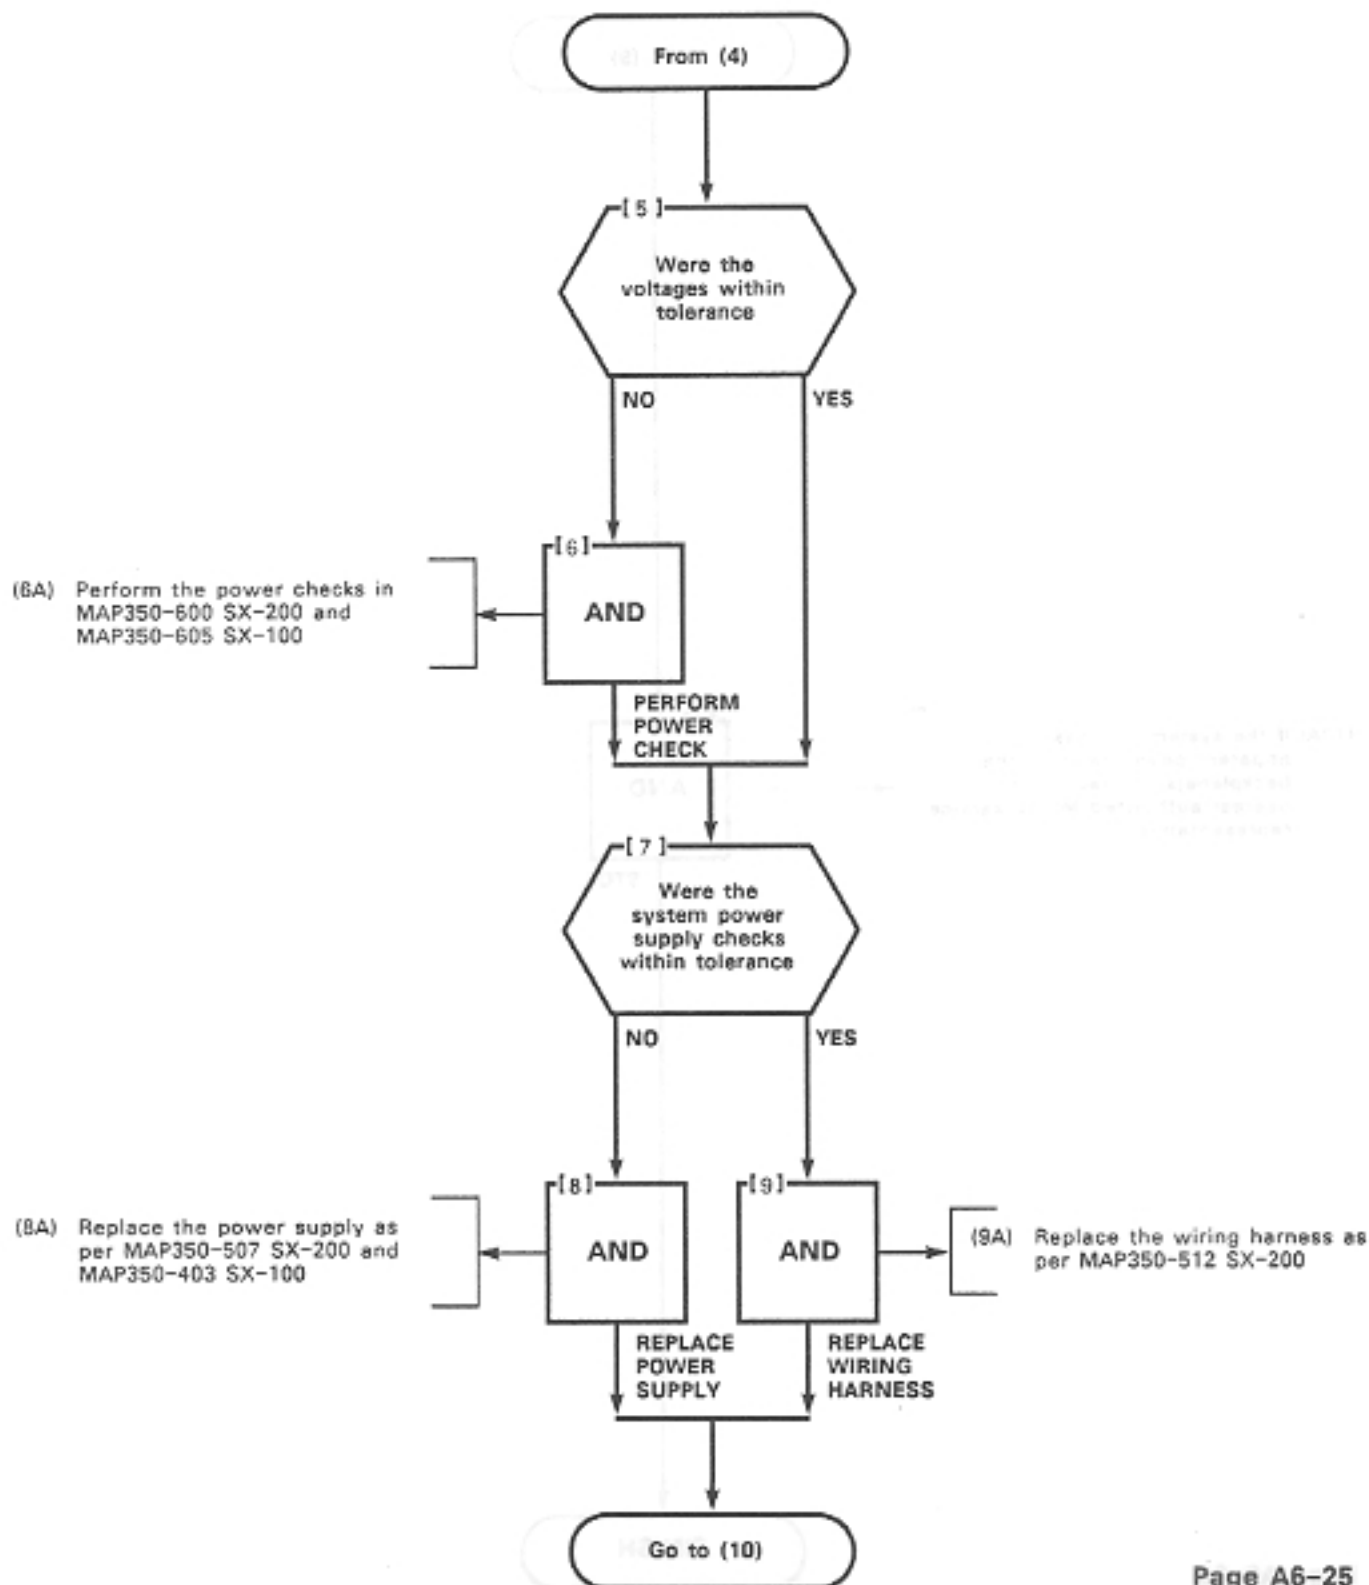 From (4)
[5]
Were the
voltages within
tolerance
NO
YES
[6]
AND
(6A) Perform the power checks in
MAP350-600 SX-200 and
MAP350-605 SX-100
PERFORM
POWER
CHECK
[7]
Were the
system power
supply checks
within tolerance
NO
YES
[8]
AND
(8A) Replace the power supply as
per MAP350-507 SX-200 and
MAP350-403 SX-100
[9]
AND
(9A) Replace the wiring harness as
per MAP350-512 SX-200
REPLACE
POWER
SUPPLY
REPLACE
WIRING
HARNESS
Go to (10)
Page A6-25